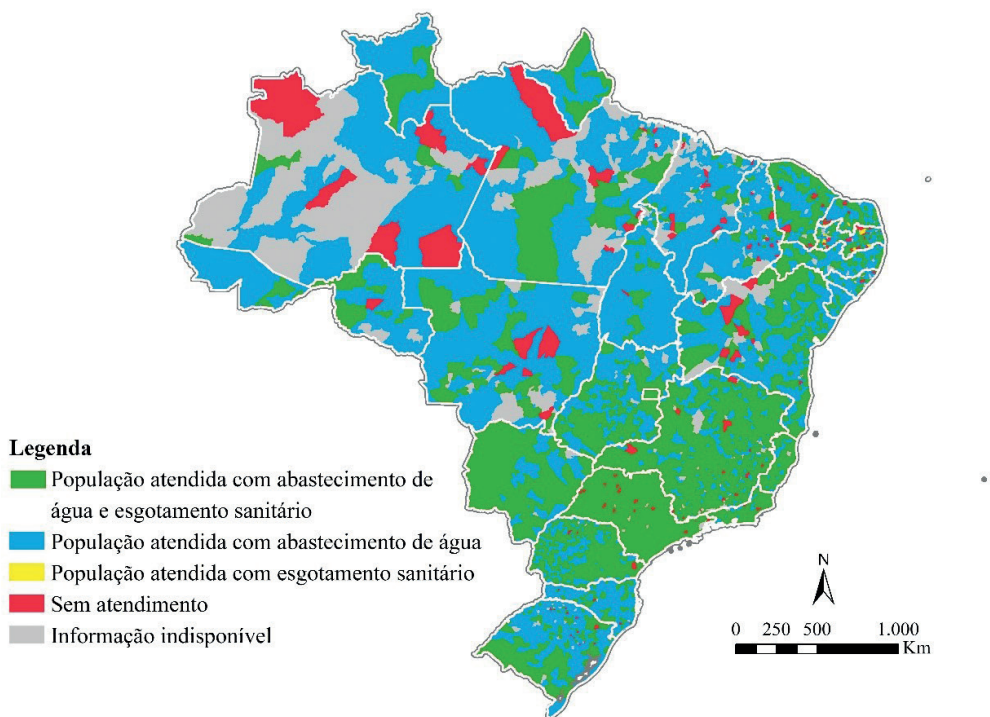 Legenda
População atendida com abastecimento de
água e esgotamento sanitário
População atendida com abastecimento de água
População atendida com esgotamento sanitário
Sem atendimento
Informação indisponível
N
0 250 500 1.000
Km